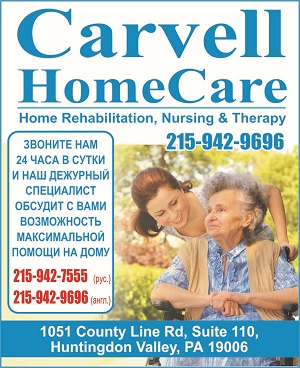 Carvell
HomeCare
Home Rehabilitation, Nursing & Therapy
215-942-9696
ЗВОНИТЕ НАМ
24 ЧАСА В СУТКИ
И НАШ ДЕЖУРНЫЙ
СПЕЦИАЛИСТ
ОБСУДИТ С ВАМИ
ВОЗМОЖНОСТЬ
МАКСИМАЛЬНОЙ
ПОМОЩИ НА ДОМУ
215-942-7555 (рус.)
215-942-9696 (англ.)
1051 County Line Rd, Suite 110,
Huntingdon Valley, PA 19006